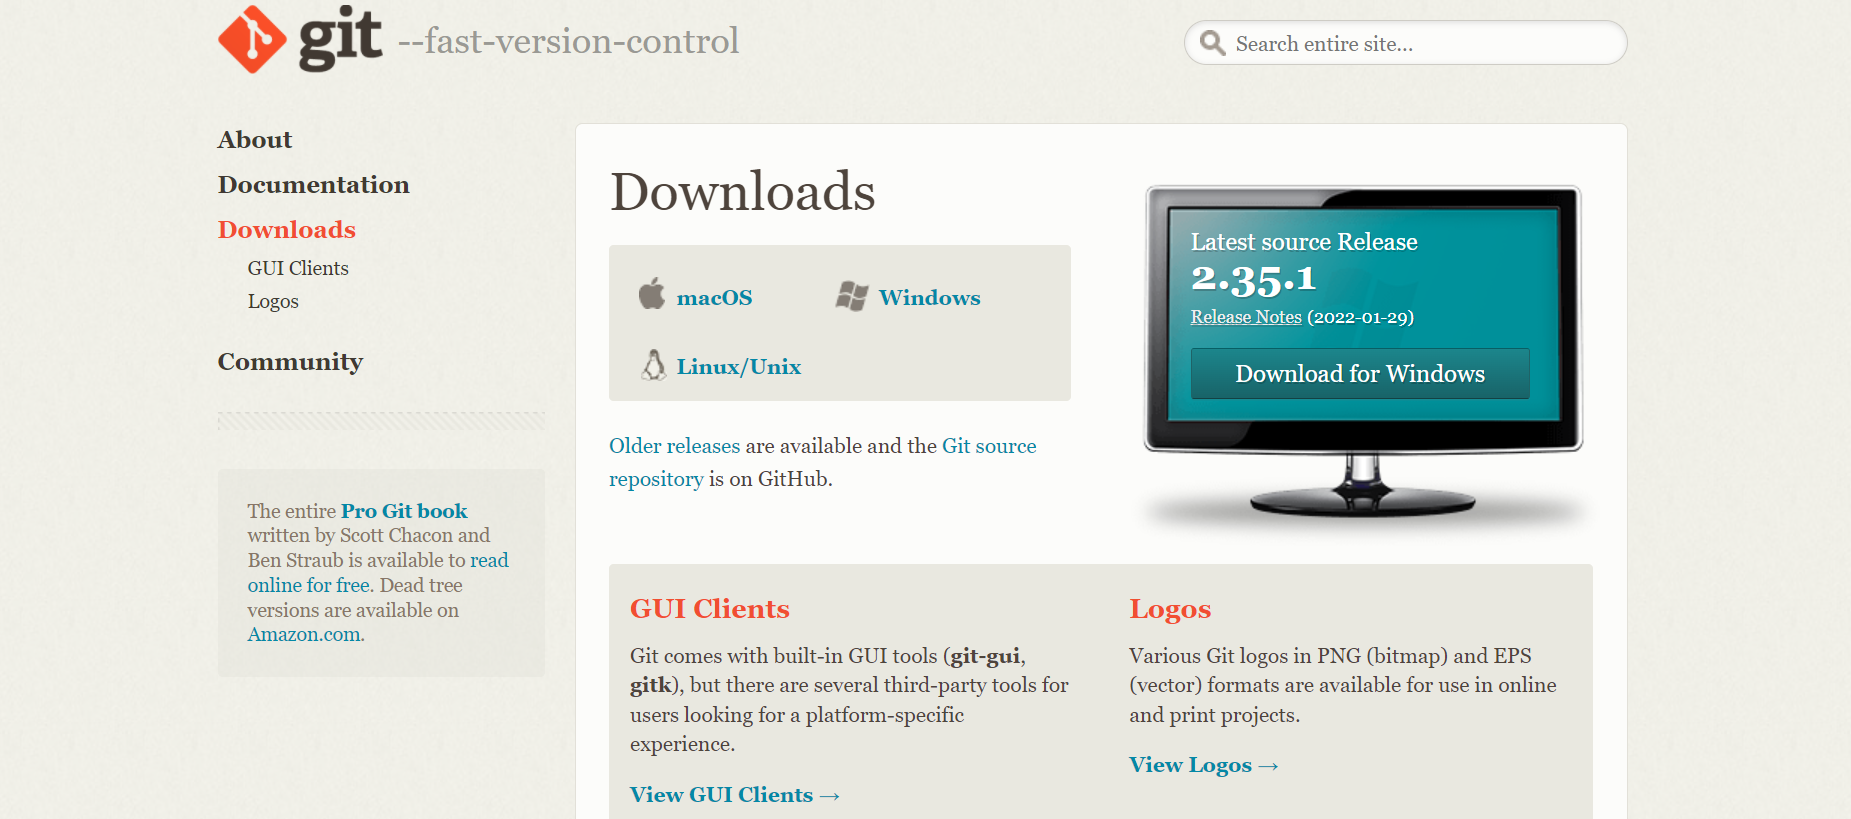 git --fast-version-control
Search entire site...
About
Documentation
Downloads
GUI Clients
Logos
Community
The entire Pro Git book
written by Scott Chacon and
Ben Straub is available to read
online for free. Dead tree
versions are available on
Amazon.com.
Downloads
macOS
Windows
Linux/Unix
Older releases are available and the Git source
repository is on GitHub.
Latest source Release
2.35.1
Release Notes (2022-01-29)
Download for Windows
GUI Clients
Git comes with built-in GUI tools (git-gui,
gitk), but there are several third-party tools for
users looking for a platform-specific
experience.
View GUI Clients →
Logos
Various Git logos in PNG (bitmap) and EPS
(vector) formats are available for use in online
and print projects.
View Logos →